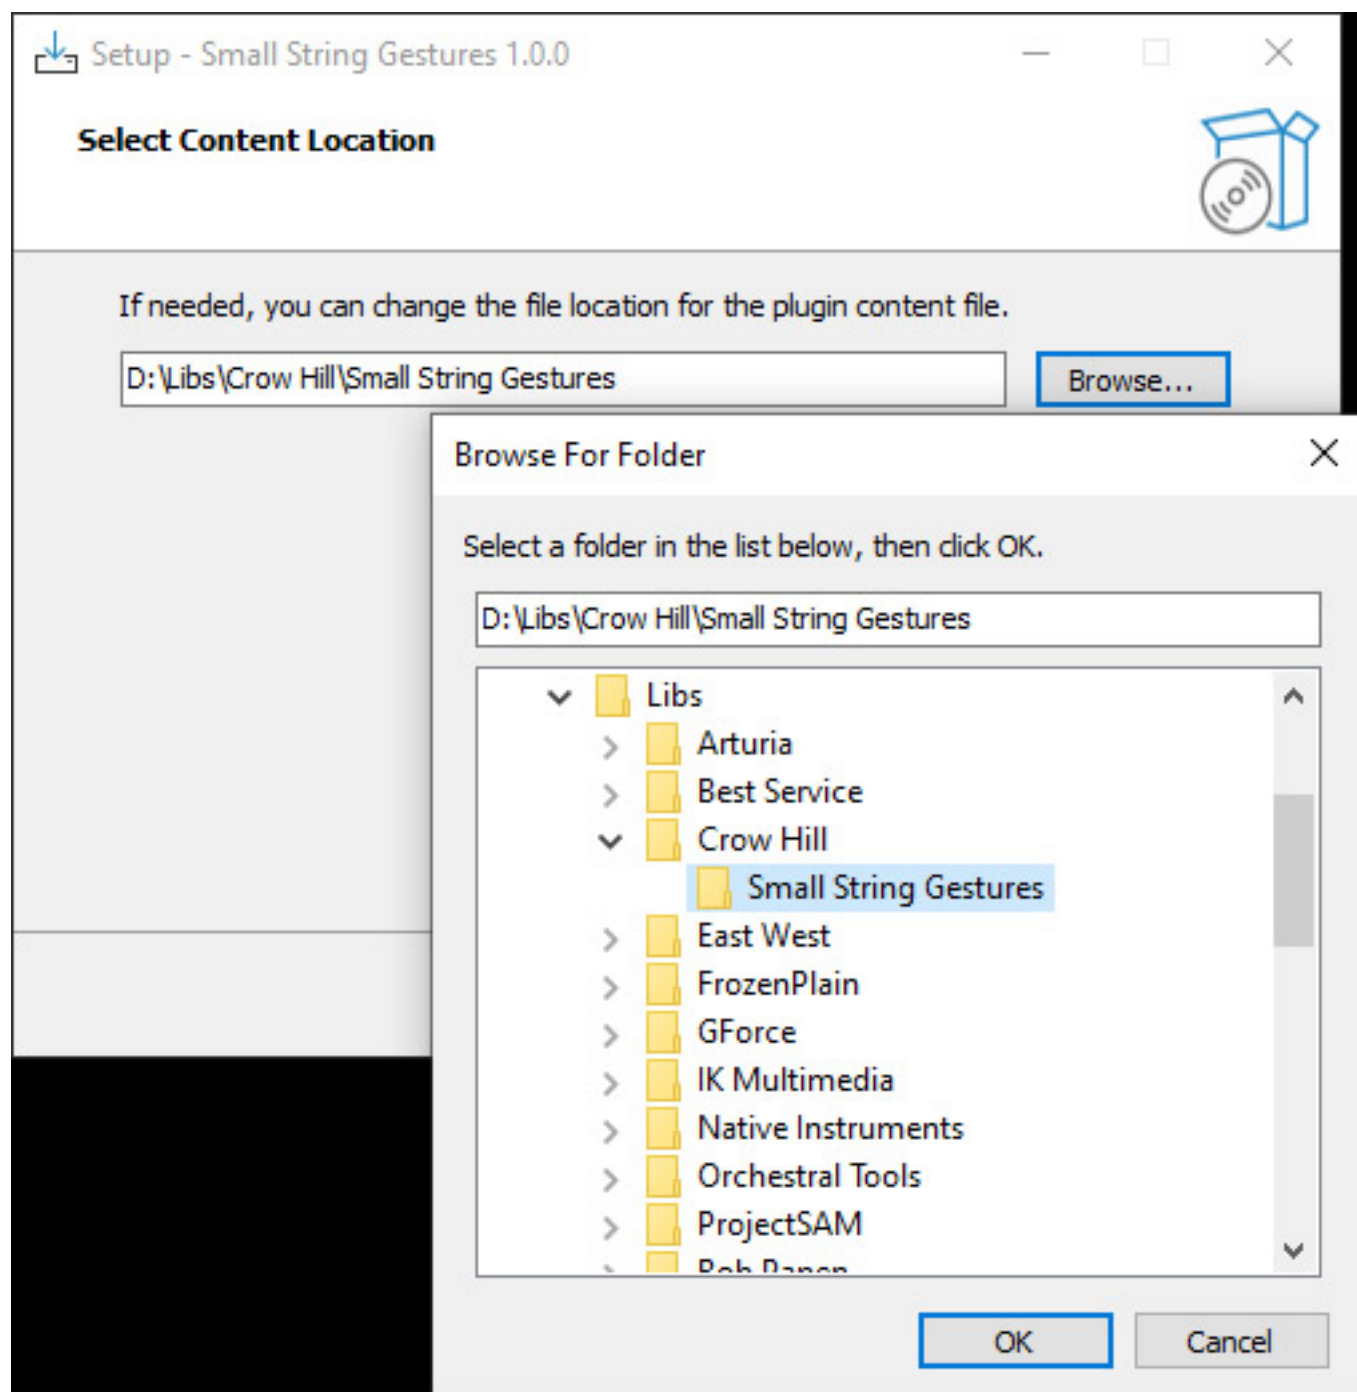 Setup - Small String Gestures 1.0.0
Select Content Location
If needed, you can change the file location for the plugin content file.
D:\Libs\Crow Hill\Small String Gestures
Browse...
Browse For Folder
Select a folder in the list below, then click OK.
D:\Libs\Crow Hill\Small String Gestures
Libs
Arturia
Best Service
Crow Hill
Small String Gestures
East West
FrozenPlain
GForce
IK Multimedia
Native Instruments
Orchestral Tools
ProjectSAM
OK
Cancel